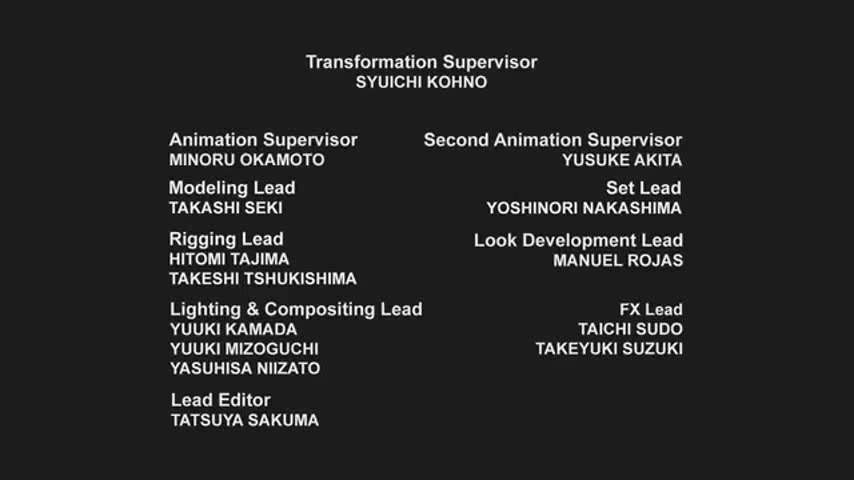 Transformation Supervisor
SYUICHI KOHNO
Animation Supervisor
MINORU OKAMOTO
Second Animation Supervisor
YUSUKE AKITA
Modeling Lead
TAKASHI SEKI
Set Lead
YOSHINORI NAKASHIMA
Rigging Lead
HITOMI TAJIMA
TAKESHI TSHUKISHIMA
Look Development Lead
MANUEL ROJAS
Lighting & Compositing Lead
YUUKI KAMADA
YUUKI MIZOGUCHI
YASUHISA NIIZATO
FX Lead
TAICHI SUDO
TAKEYUKI SUZUKI
Lead Editor
TATSUYA SAKUMA